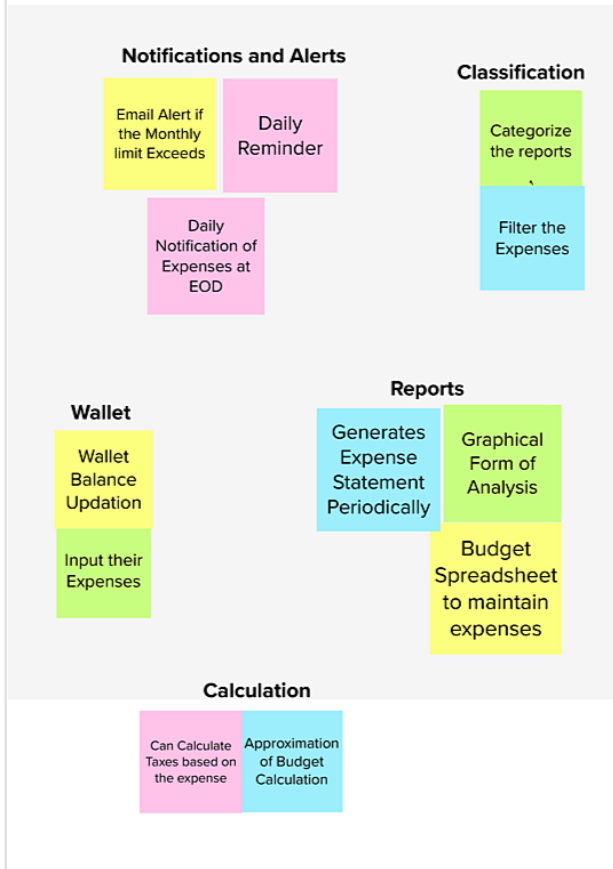 Notifications and Alerts
Email Alert if
the Monthly
limit Exceeds
Daily
Reminder
Daily
Notification of
Expenses at
EOD
Classification
Categorize
the reports
Filter the
Expenses
Wallet
Wallet
Balance
Updation
Input their
Expenses
Reports
Generates
Expense
Statement
Periodically
Graphical
Form of
Analysis
Budget
Spreadsheet
to maintain
expenses
Calculation
Can Calculate
Taxes based on
the expense
Approximation
of Budget
Calculation